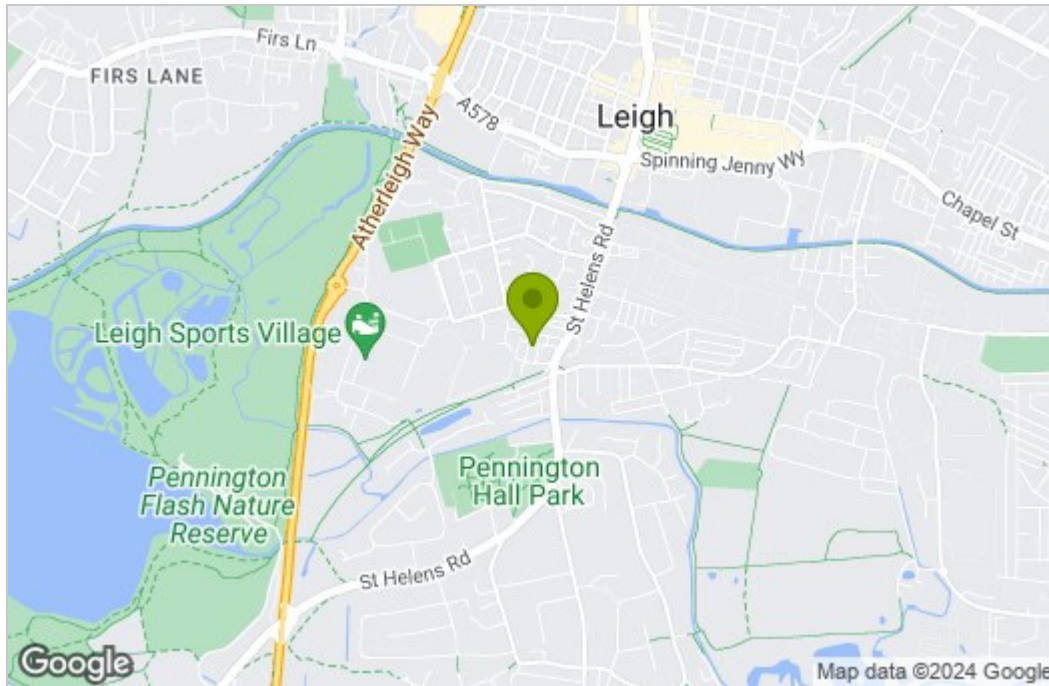 Firs Ln
FIRS LANE
A578
Leigh
Spinning Jenny Wy
Chapel St
Atherleigh Way
St Helens Rd
Leigh Sports Village
Pennington
Flash Nature
Reserve
Pennington
Hall Park
St Helens Rd
Google
Map data ©2024 Google